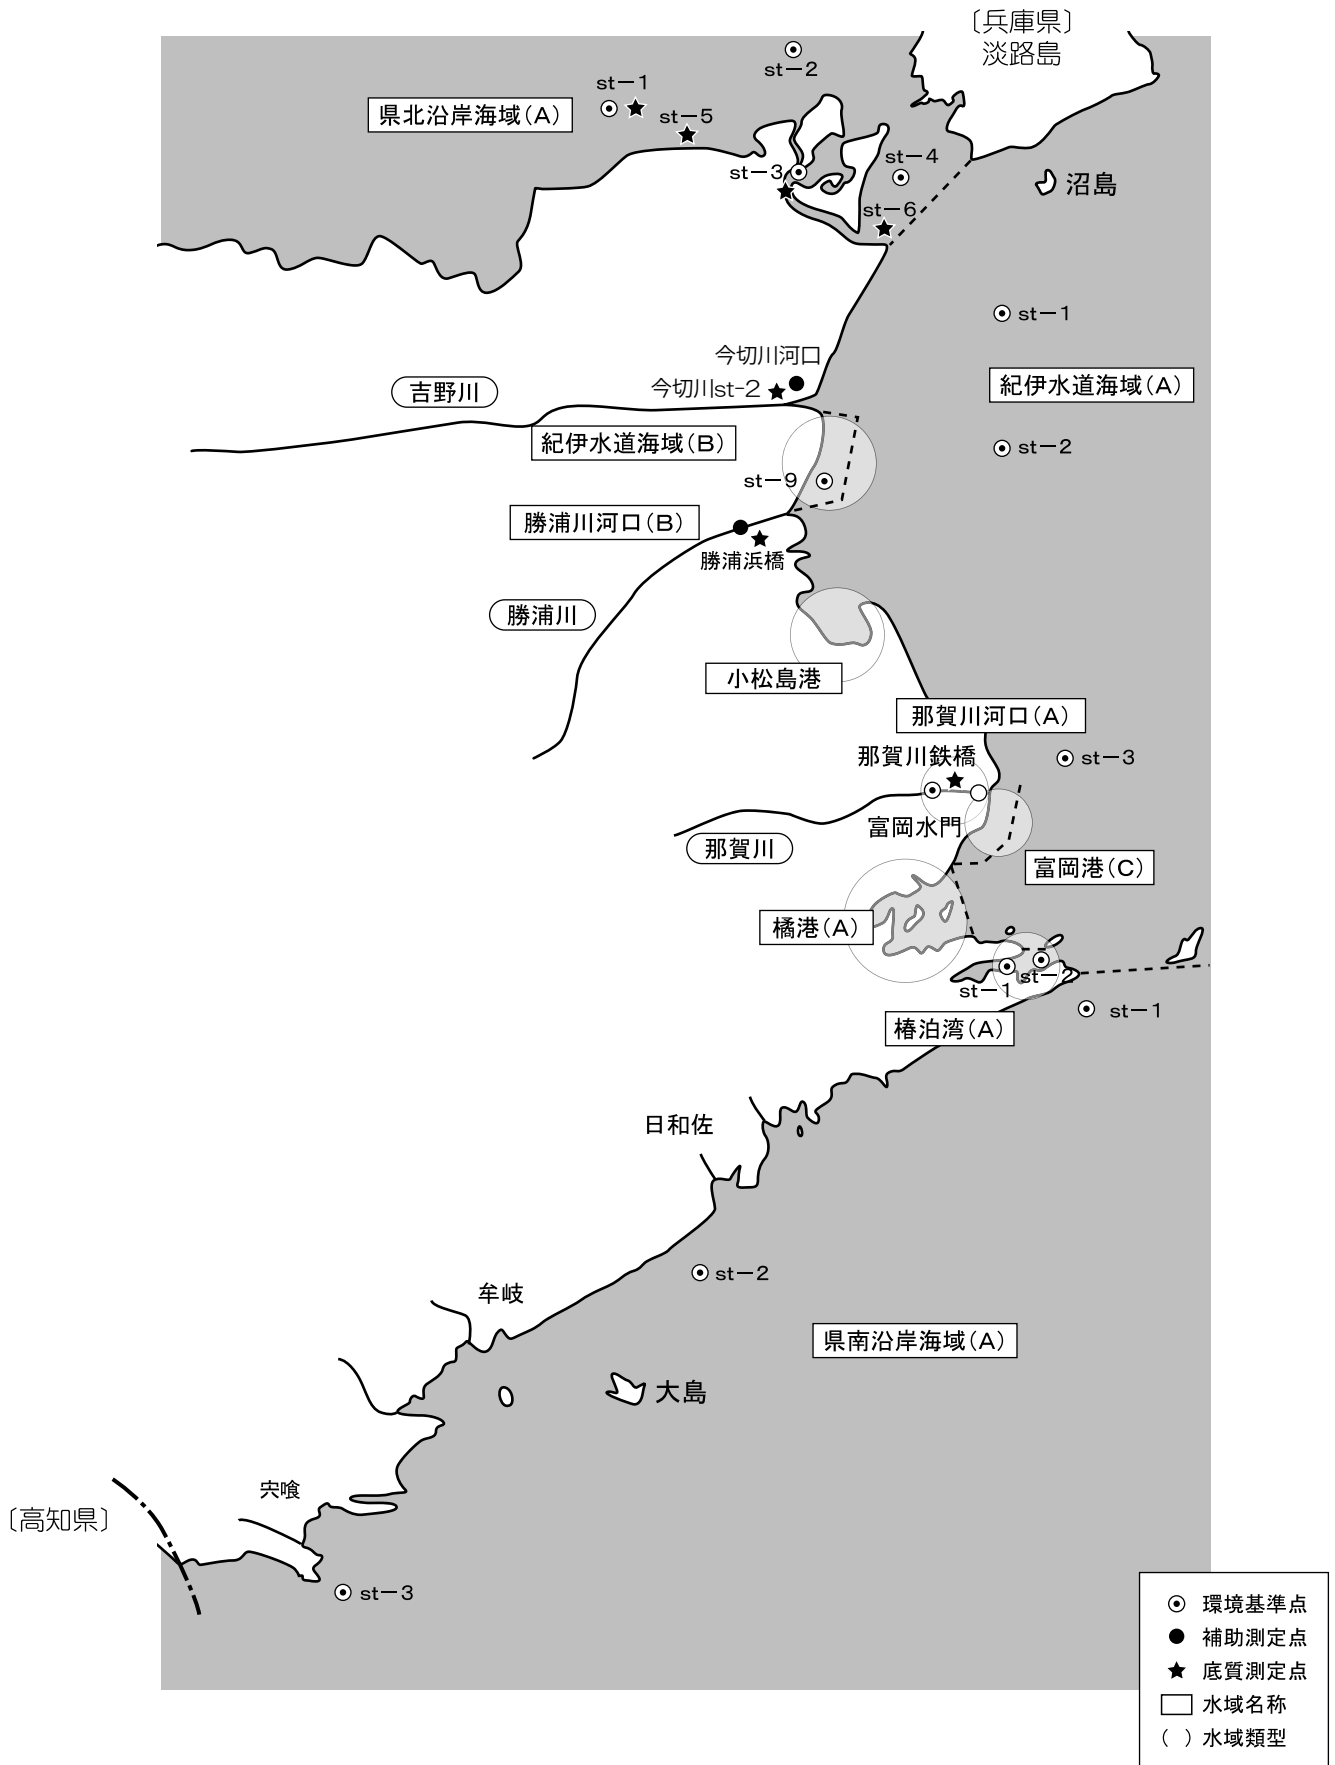 〔兵庫県〕
淡路島
st－2
st－1
県北沿岸海域(A)
st－5
st－4
st－3
沼島
st－6
st－1
今切川河口
今切川st-2
吉野川
紀伊水道海域(A)
紀伊水道海域(B)
st－2
st－9
勝浦川河口(B)
勝浦浜橋
勝浦川
小松島港
那賀川河口(A)
那賀川鉄橋
st－3
富岡水門
那賀川
富岡港(C)
橘港(A)
st－2
st－1
st－1
椿泊湾(A)
日和佐
st－2
牟岐
県南沿岸海域(A)
大島
宍喰
〔高知県〕
st－3
環境基準点
補助測定点
底質測定点
水域名称
( ) 水域類型